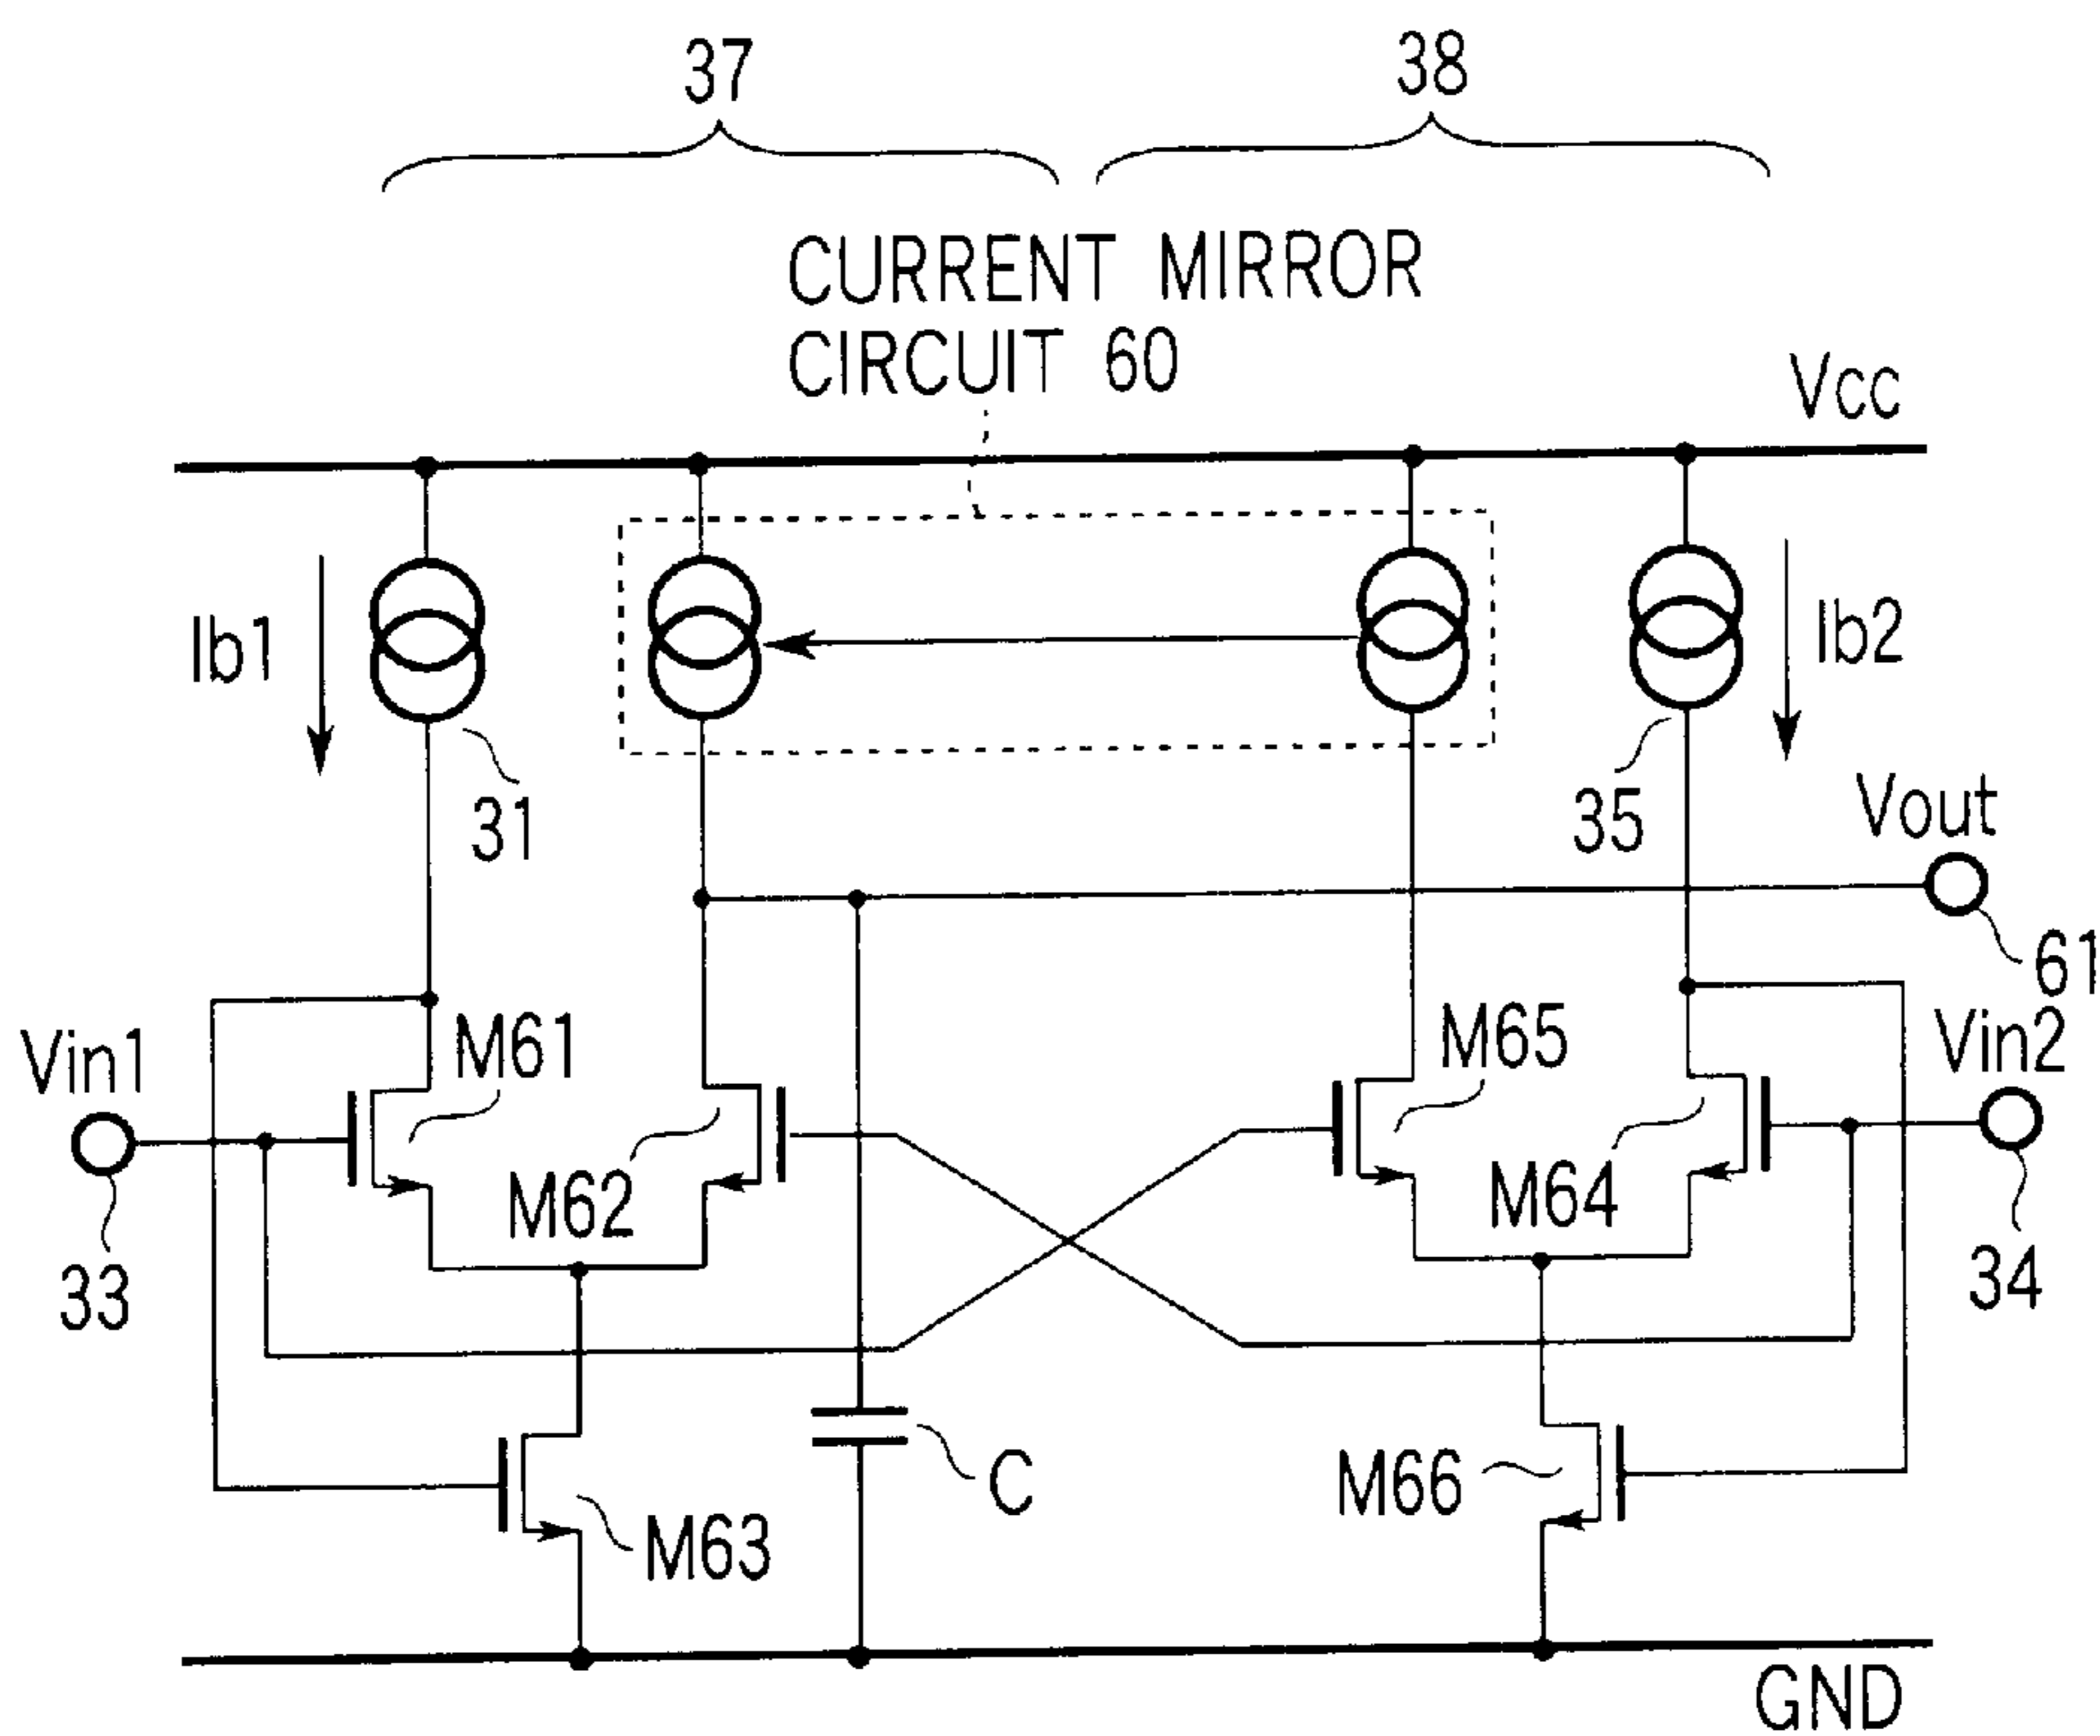 37
38
CURRENT MIRROR
CIRCUIT 60
Vcc
Ib1
Ib2
31
35
Vout
61
Vin1
M61
M65
Vin2
M62
M64
33
34
C
M66
M63
GND